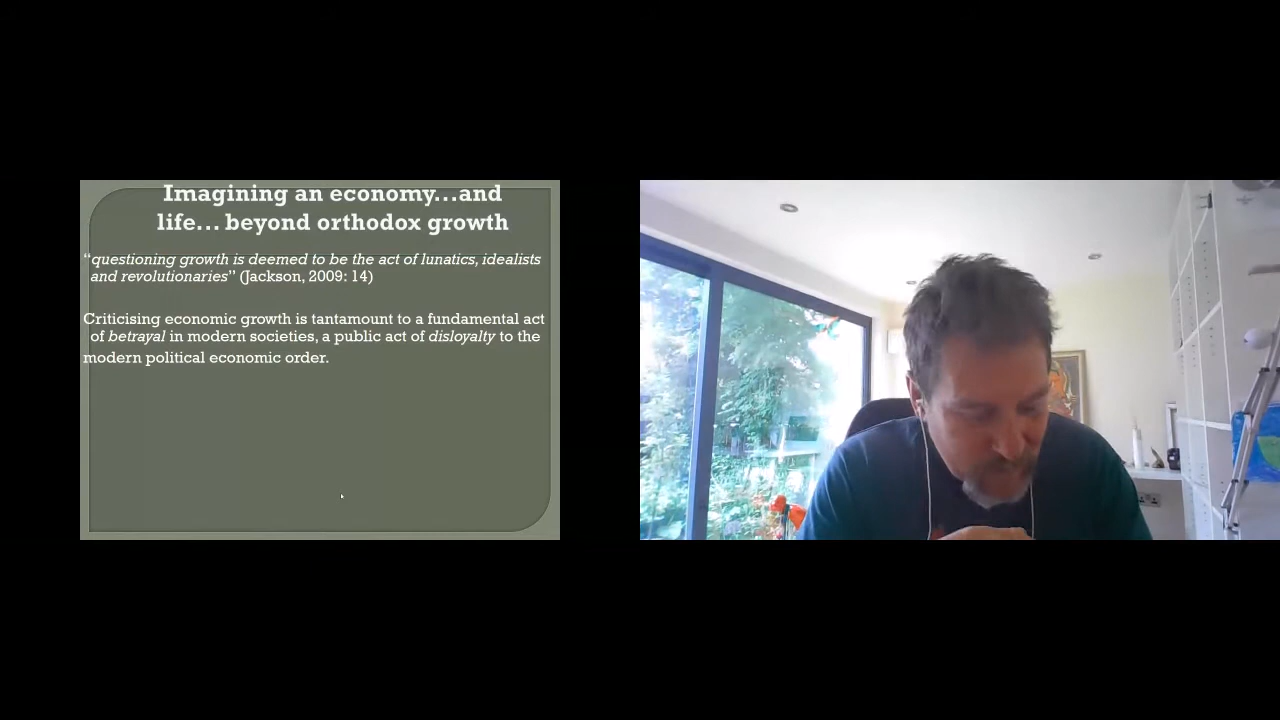 Imagining an economy...and
life... beyond orthodox growth
“questioning growth is deemed to be the act of lunatics, idealists
and revolutionaries” (Jackson, 2009: 14)
Criticising economic growth is tantamount to a fundamental act
of betrayal in modern societies, a public act of disloyalty to the
modern political economic order.